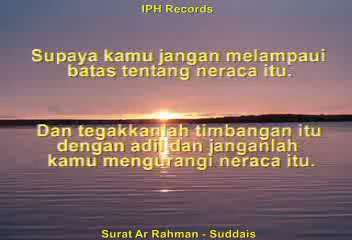 IPH Records
Supaya kamu jangan melampaui
batas tentang neraca itu.
Dan tegakkanlah timbangan itu
dengan adil dan janganlah
kamu mengurangi neraca itu.
Surat Ar Rahman - Suddais